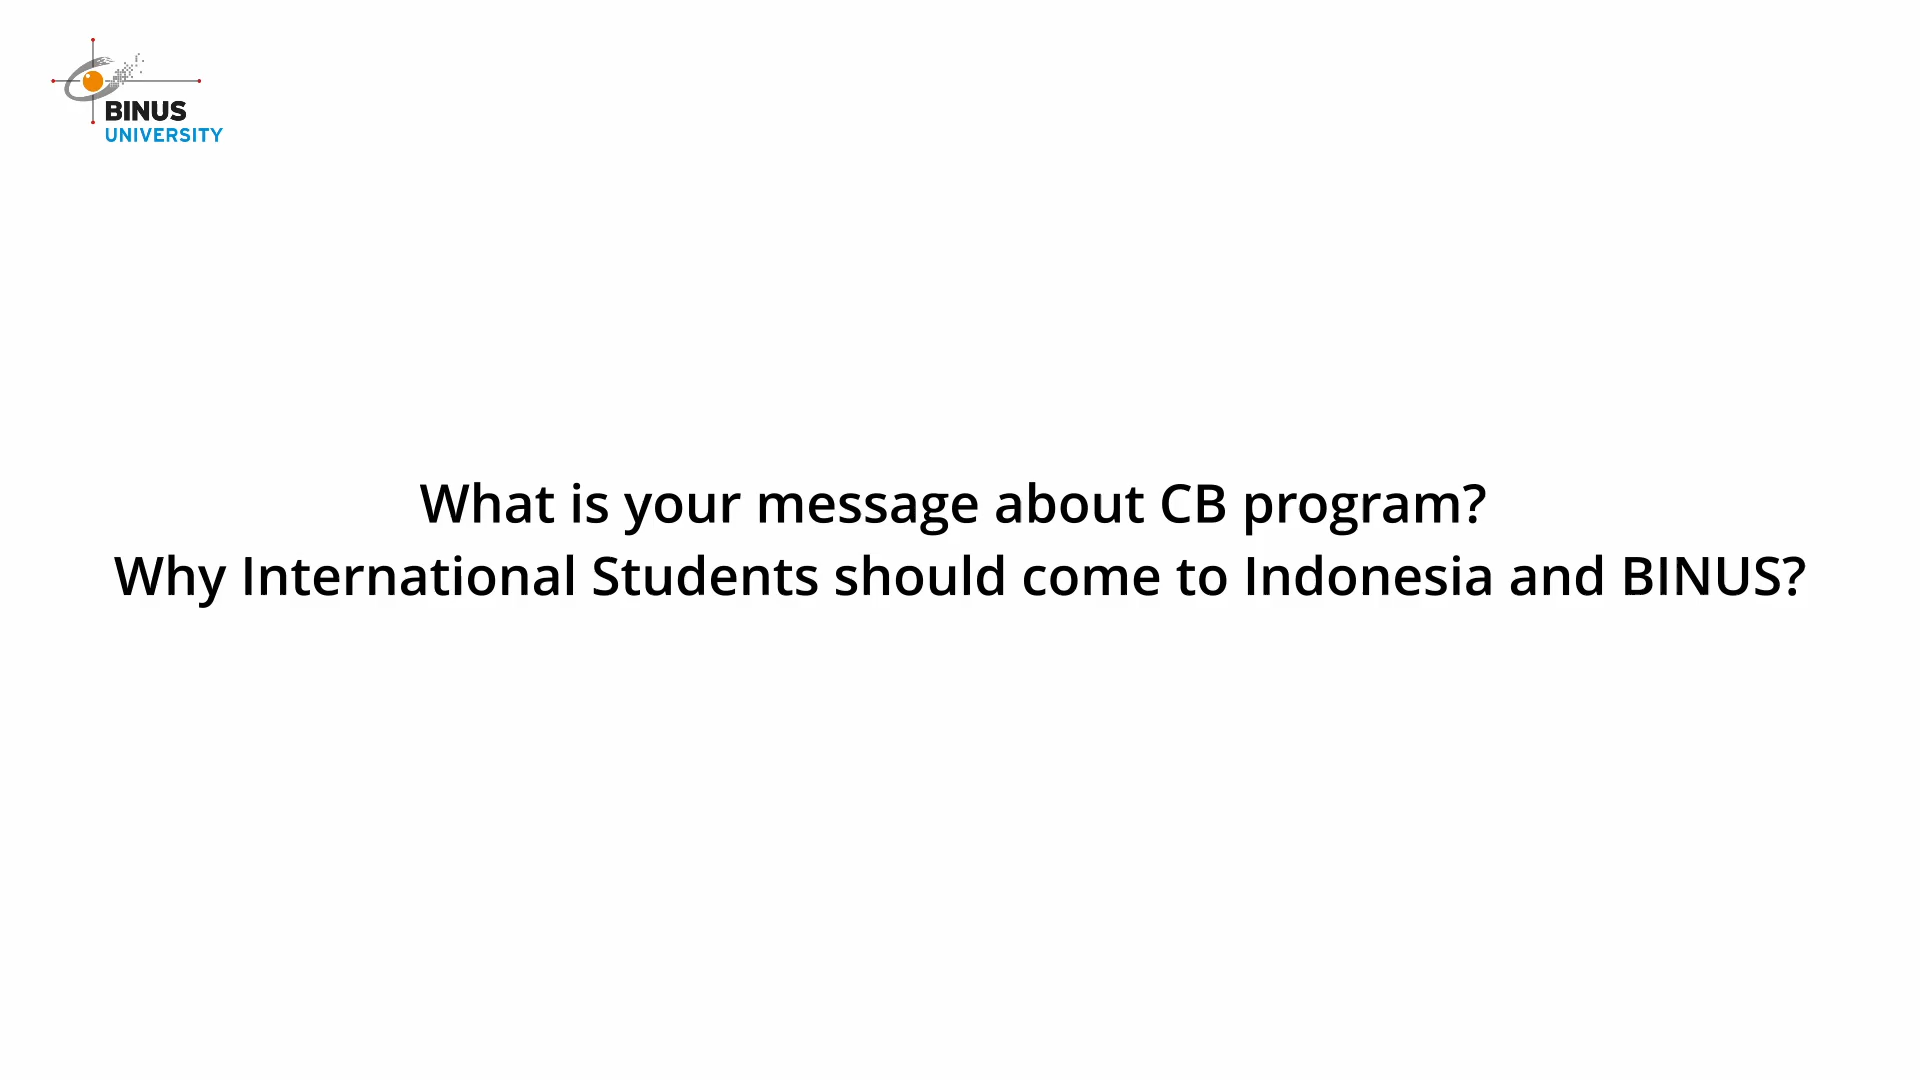 BINUS
UNIVERSITY
What is your message about CB program?
Why International Students should come to Indonesia and BINUS?